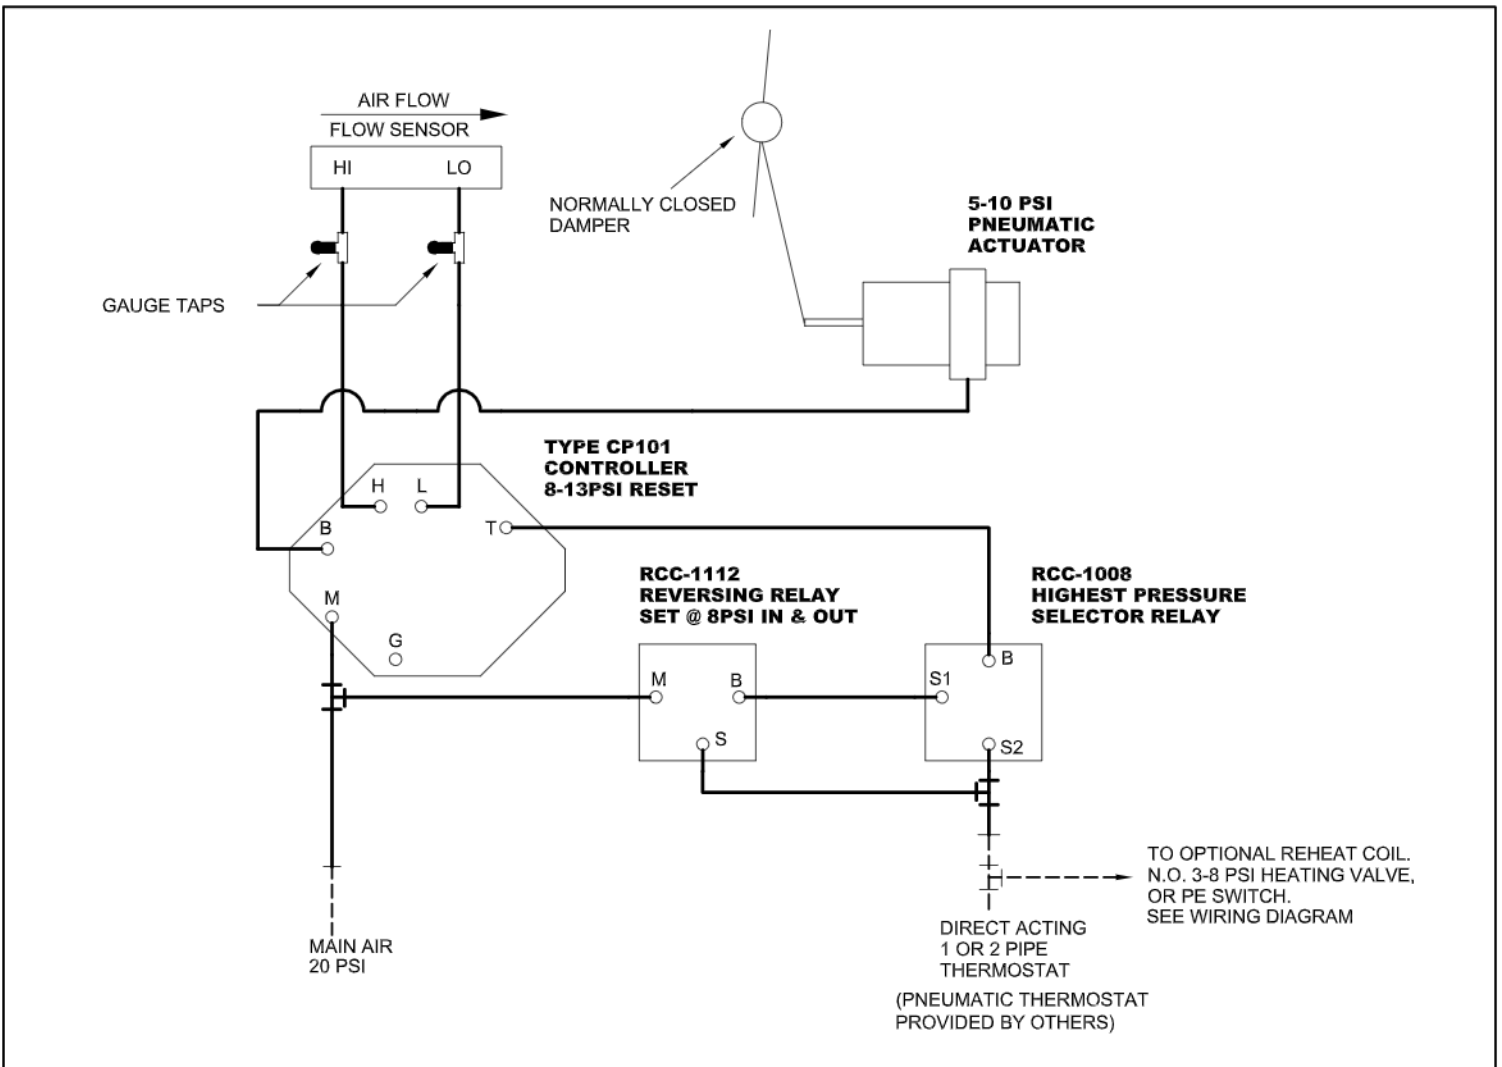 AIR FLOW
FLOW SENSOR
HI
LO
NORMALLY CLOSED
DAMPER
5-10 PSI
PNEUMATIC
ACTUATOR
GAUGE TAPS
TYPE CP101
CONTROLLER
8-13PSI RESET
H
L
B
T
M
G
RCC-1112
REVERSING RELAY
SET @ 8PSI IN & OUT
M
B
S
RCC-1008
HIGHEST PRESSURE
SELECTOR RELAY
B
S1
S2
TO OPTIONAL REHEAT COIL.
N.O. 3-8 PSI HEATING VALVE,
OR PE SWITCH.
SEE WIRING DIAGRAM
MAIN AIR
20 PSI
DIRECT ACTING
1 OR 2 PIPE
THERMOSTAT
(PNEUMATIC THERMOSTAT
PROVIDED BY OTHERS)